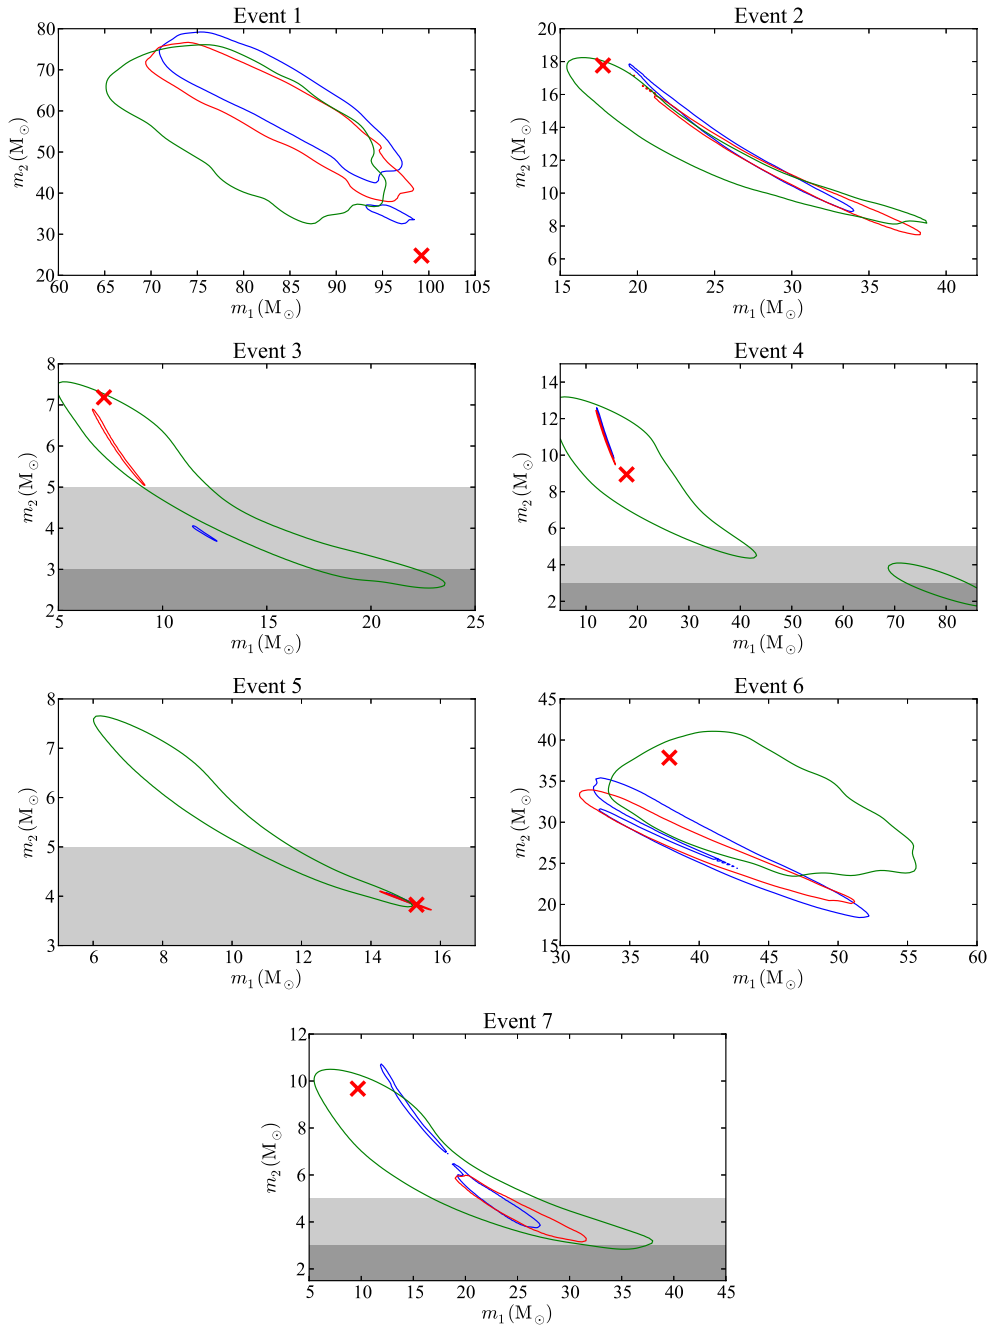 Event 1
80
70
60
50
40
30
20
m₂(M⊙)
60 65 70 75 80 85 90 95 100 105
m₁(M⊙)
Event 2
18
16
14
12
10
8
6
m₂(M⊙)
15 20 25 30 35 40
m₁(M⊙)
Event 3
8
7
6
5
4
3
2
m₂(M⊙)
5 10 15 20 25
m₁(M⊙)
Event 4
14
12
10
8
6
4
2
m₂(M⊙)
10 20 30 40 50 60 70 80
m₁(M⊙)
Event 5
8
7
6
5
4
3
m₂(M⊙)
6 8 10 12 14 16
m₁(M⊙)
Event 6
45
40
35
30
25
20
15
m₂(M⊙)
30 35 40 45 50 55 60
m₁(M⊙)
Event 7
12
10
8
6
4
2
m₂(M⊙)
5 10 15 20 25 30 35 40 45
m₁(M⊙)